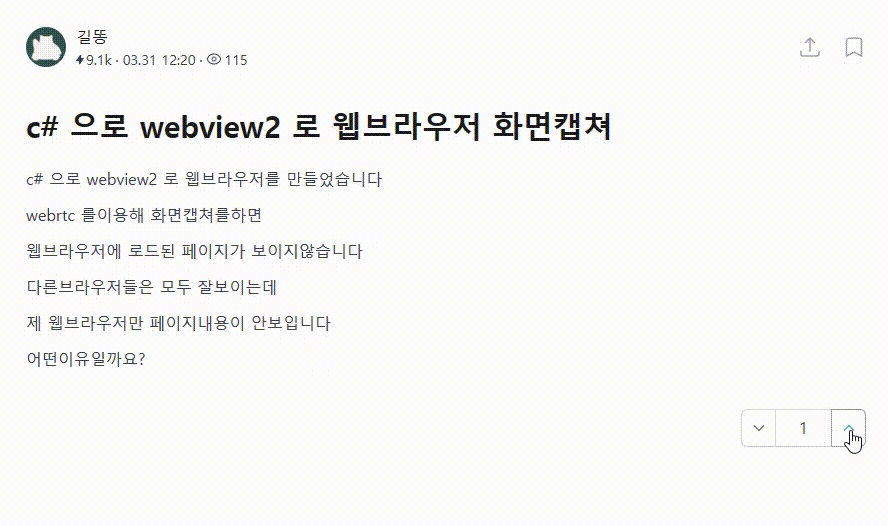 길똥
9.1k · 03.31 12:20 · 115
c# 으로 webview2 로 웹브라우저 화면캡쳐
c# 으로 webview2 로 웹브라우저를 만들었습니다
webrtc 를이용해 화면캡쳐를하면
웹브라우저에 로드된 페이지가 보이지않습니다
다른브라우저들은 모두 잘보이는데
제 웹브라우저만 페이지내용이 안보입니다
어떤이유일까요?
1